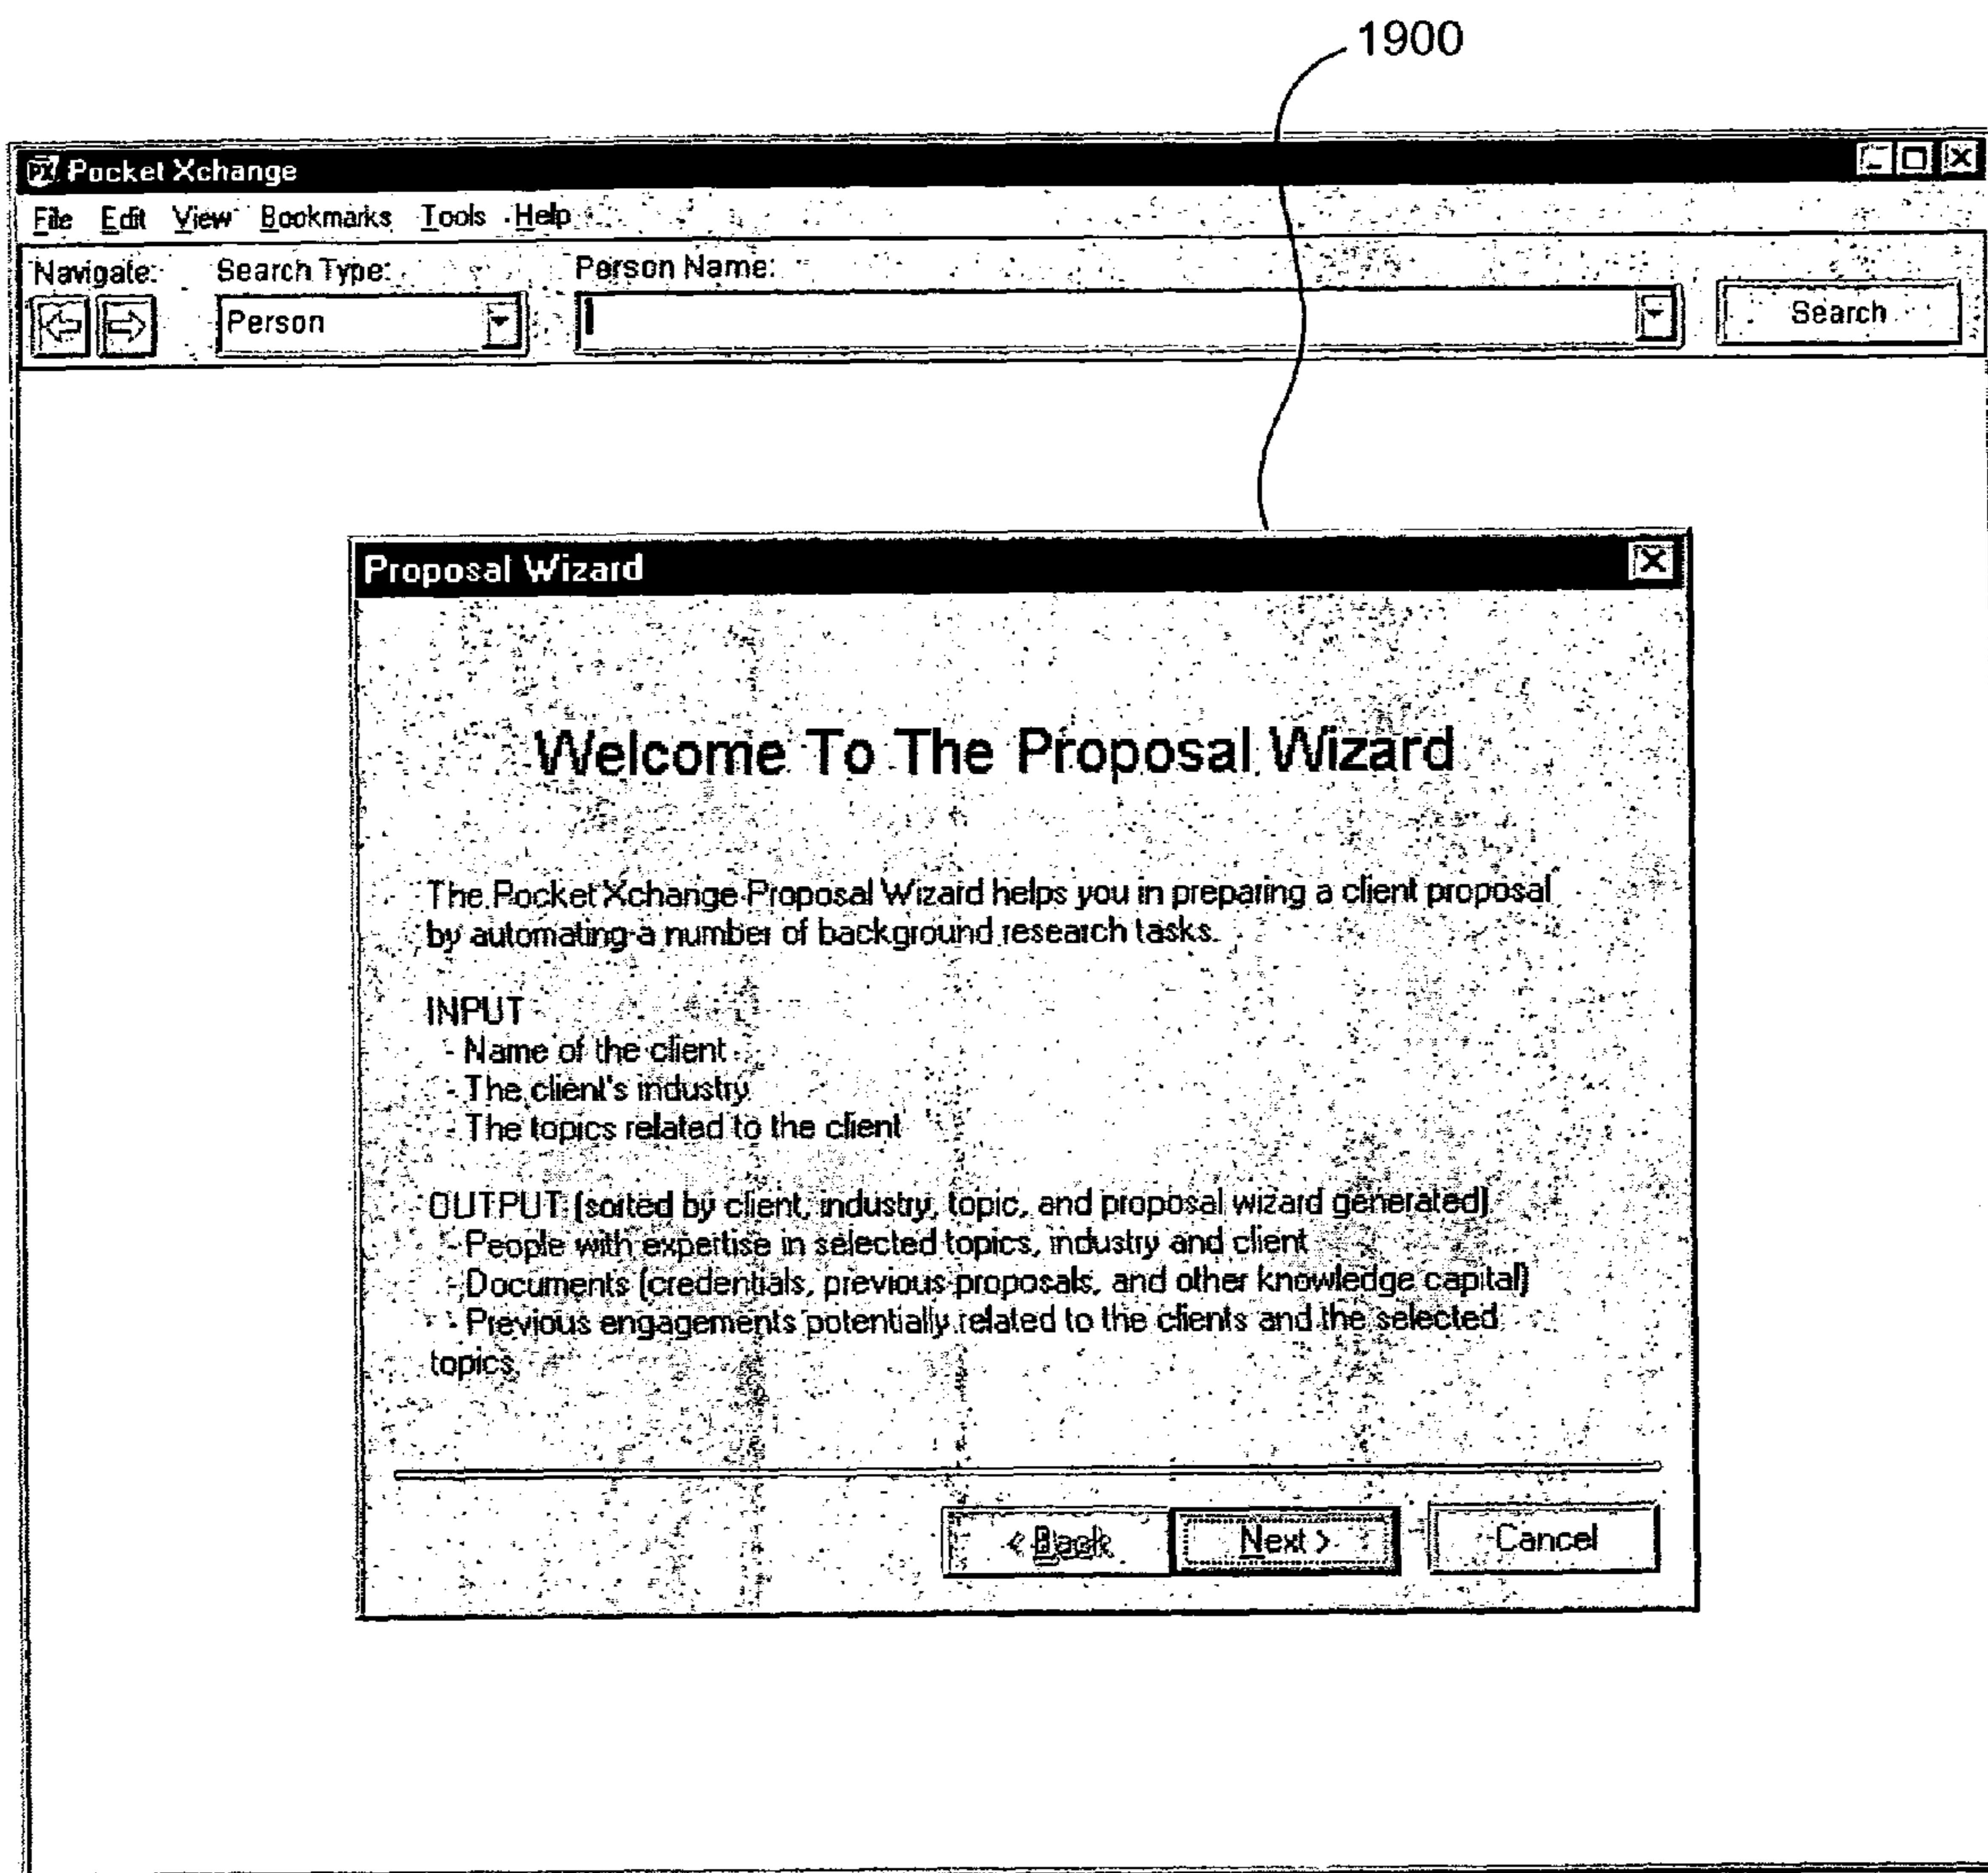 1900
PX Pocket Xchange
File Edit View Bookmarks Tools Help
Navigate: Search Type: Person Name:
Person Search
Proposal Wizard
Welcome To The Proposal Wizard
The Pocket Xchange Proposal Wizard helps you in preparing a client proposal
by automating a number of background research tasks.
INPUT
- Name of the client
- The client's industry
- The topics related to the client
OUTPUT (sorted by client, industry, topic, and proposal wizard generated)
- People with expertise in selected topics, industry and client
- Documents (credentials, previous proposals, and other knowledge capital)
- Previous engagements potentially related to the clients and the selected
topics.
< Back Next > Cancel